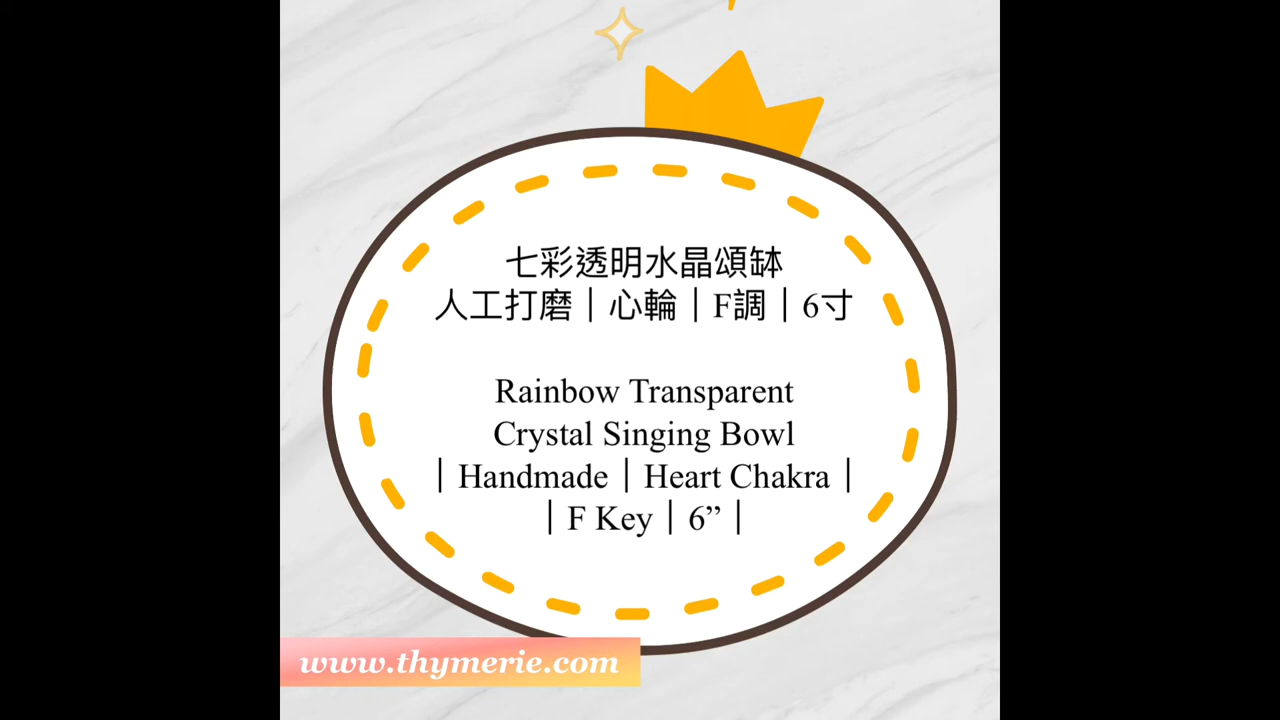 七彩透明水晶頌缽
人工打磨｜心輪｜F調｜6寸
Rainbow Transparent
Crystal Singing Bowl
｜Handmade｜Heart Chakra｜
｜F Key｜6”｜
www.thymerie.com